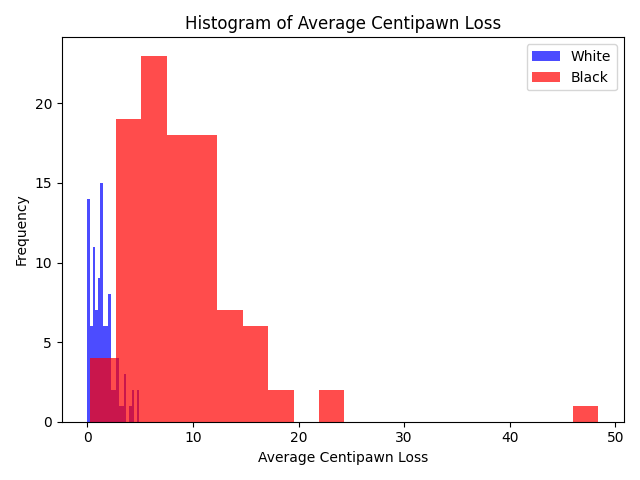 Histogram of Average Centipawn Loss
White
Black
Frequency
20
15
10
5
0
0 10 20 30 40 50
Average Centipawn Loss